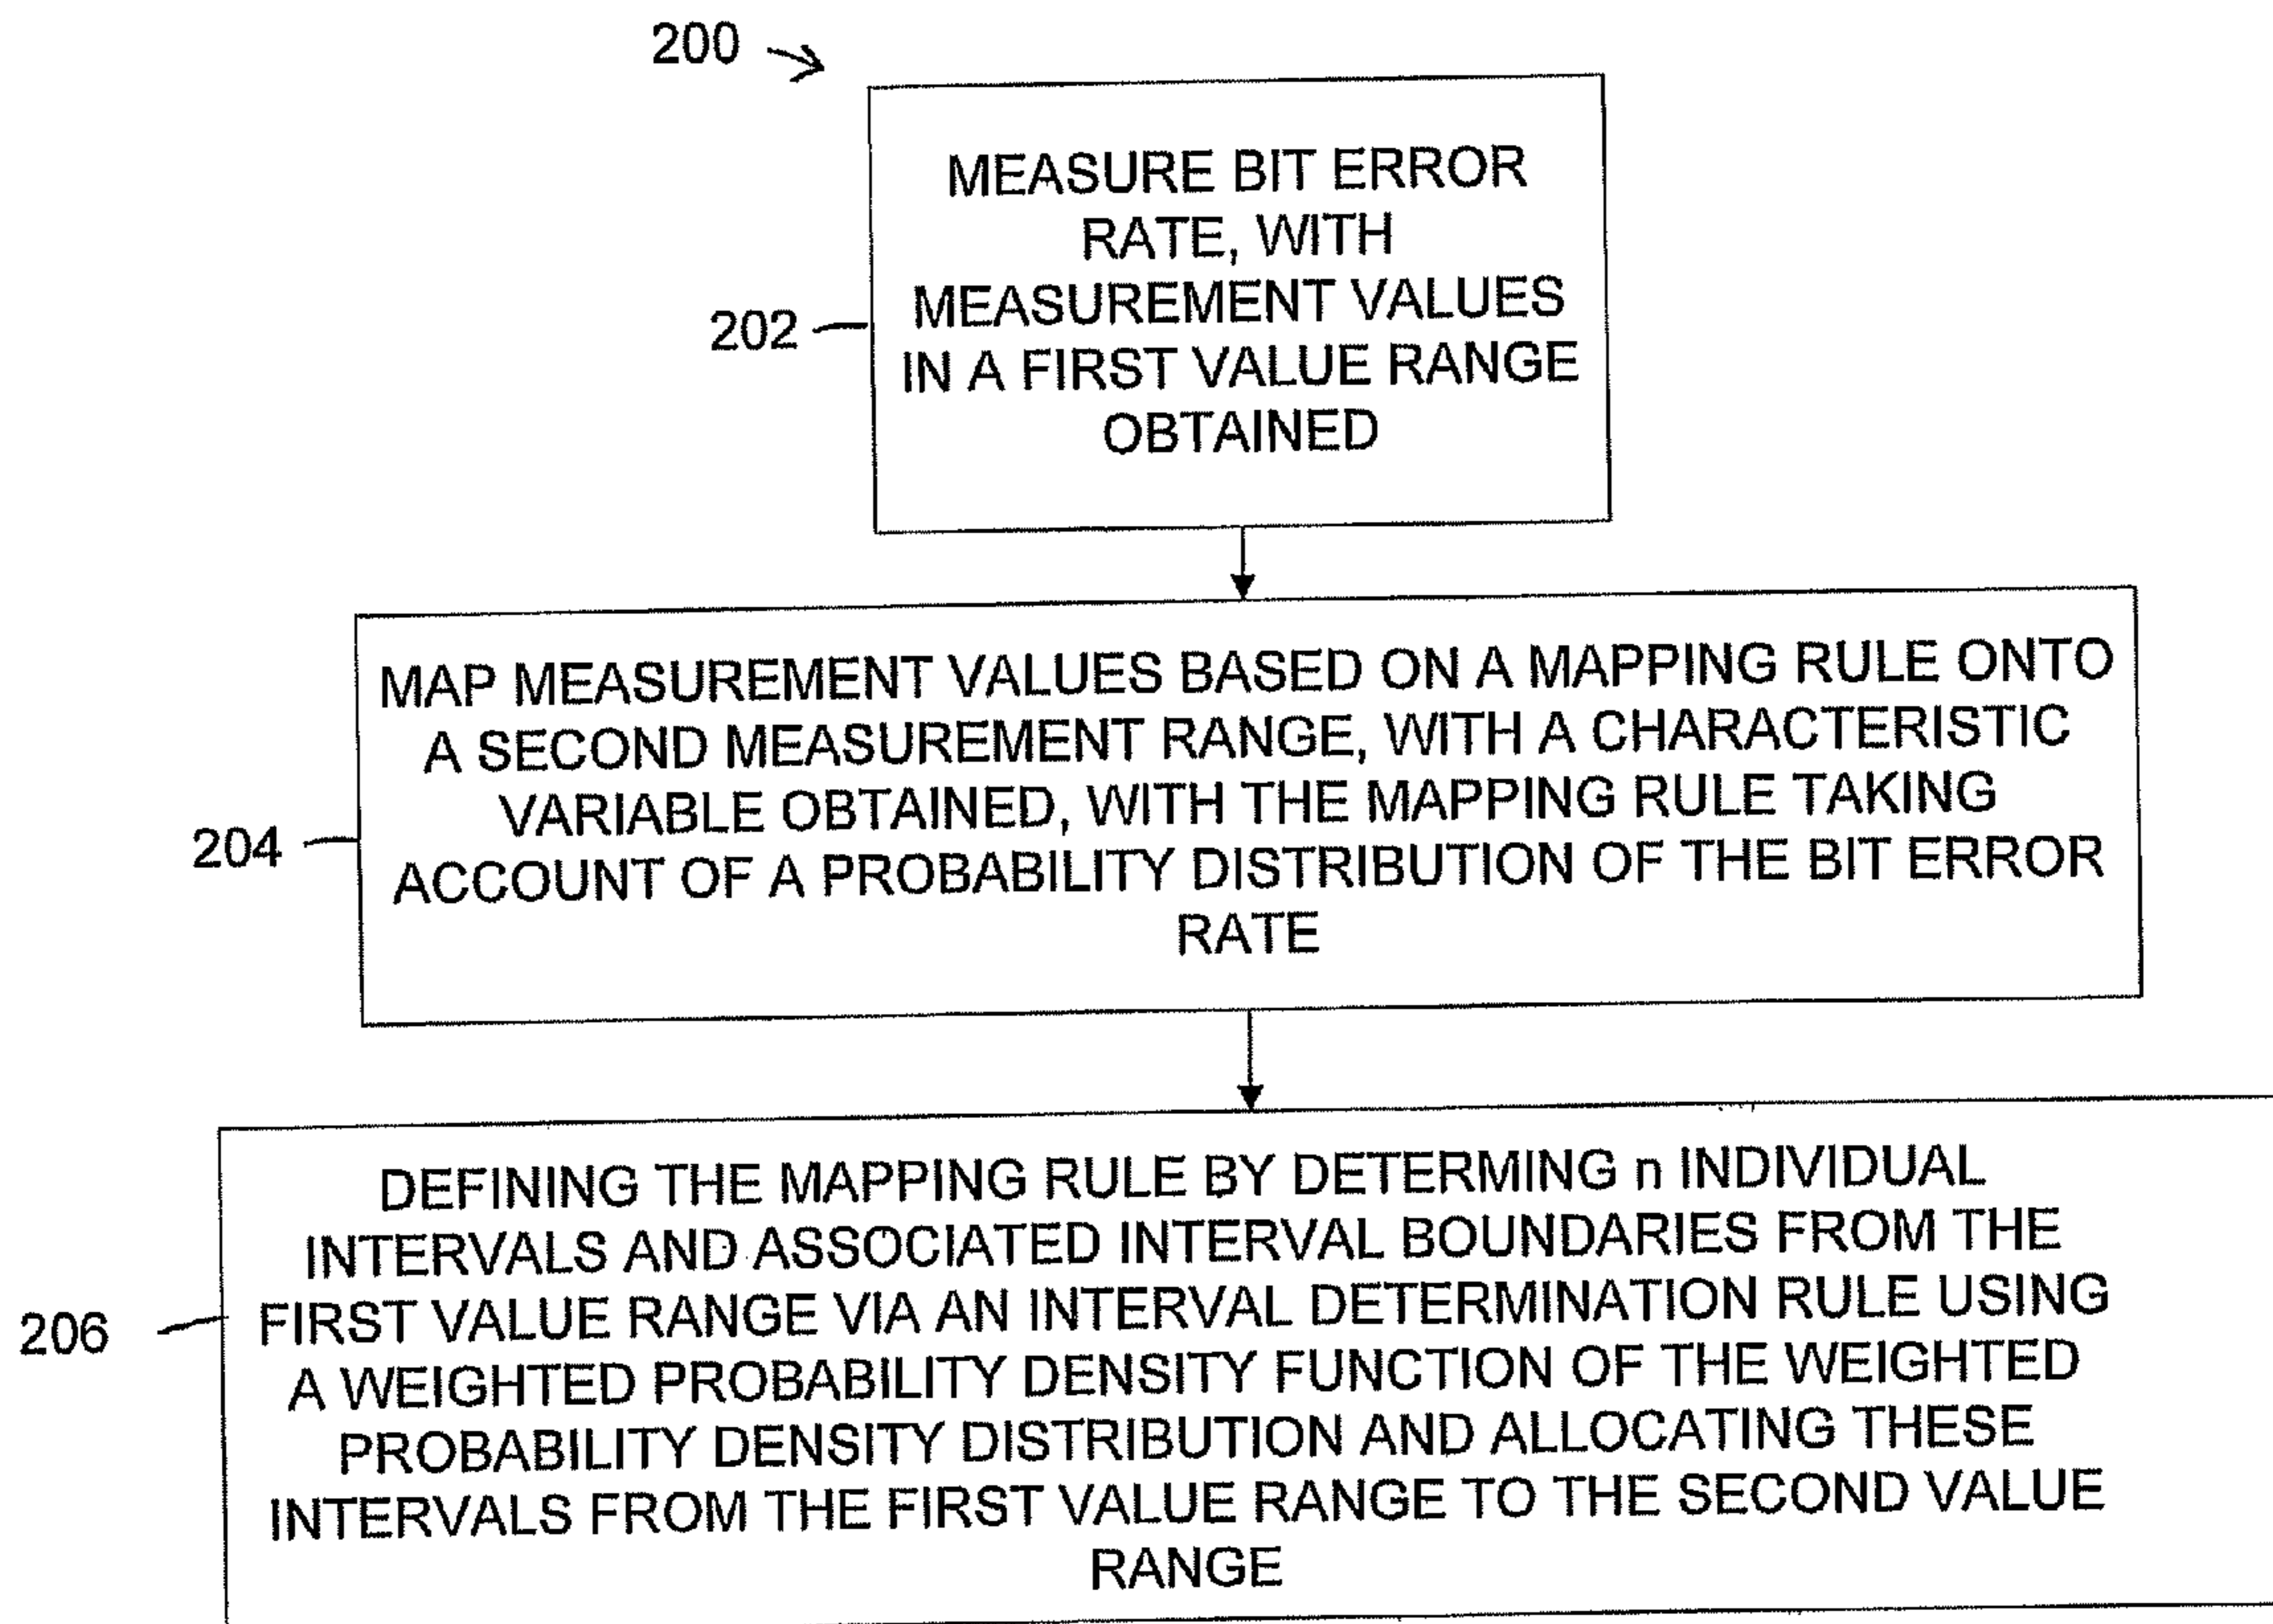 200
MEASURE BIT ERROR
RATE, WITH
MEASUREMENT VALUES
IN A FIRST VALUE RANGE
OBTAINED
202
MAP MEASUREMENT VALUES BASED ON A MAPPING RULE ONTO
A SECOND MEASUREMENT RANGE, WITH A CHARACTERISTIC
VARIABLE OBTAINED, WITH THE MAPPING RULE TAKING
ACCOUNT OF A PROBABILITY DISTRIBUTION OF THE BIT ERROR
RATE
204
DEFINING THE MAPPING RULE BY DETERMING n INDIVIDUAL
INTERVALS AND ASSOCIATED INTERVAL BOUNDARIES FROM THE
FIRST VALUE RANGE VIA AN INTERVAL DETERMINATION RULE USING
A WEIGHTED PROBABILITY DENSITY FUNCTION OF THE WEIGHTED
PROBABILITY DENSITY DISTRIBUTION AND ALLOCATING THESE
INTERVALS FROM THE FIRST VALUE RANGE TO THE SECOND VALUE
RANGE
206